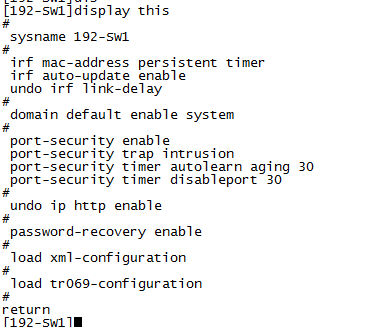 [192-SW1]display this
#
sysname 192-SW1
#
irf mac-address persistent timer
irf auto-update enable
undo irf link-delay
#
domain default enable system
#
port-security enable
port-security trap intrusion
port-security timer autolearn aging 30
port-security timer disableport 30
#
undo ip http enable
#
password-recovery enable
#
load xml-configuration
#
load tr069-configuration
#
return
[192-SW1]